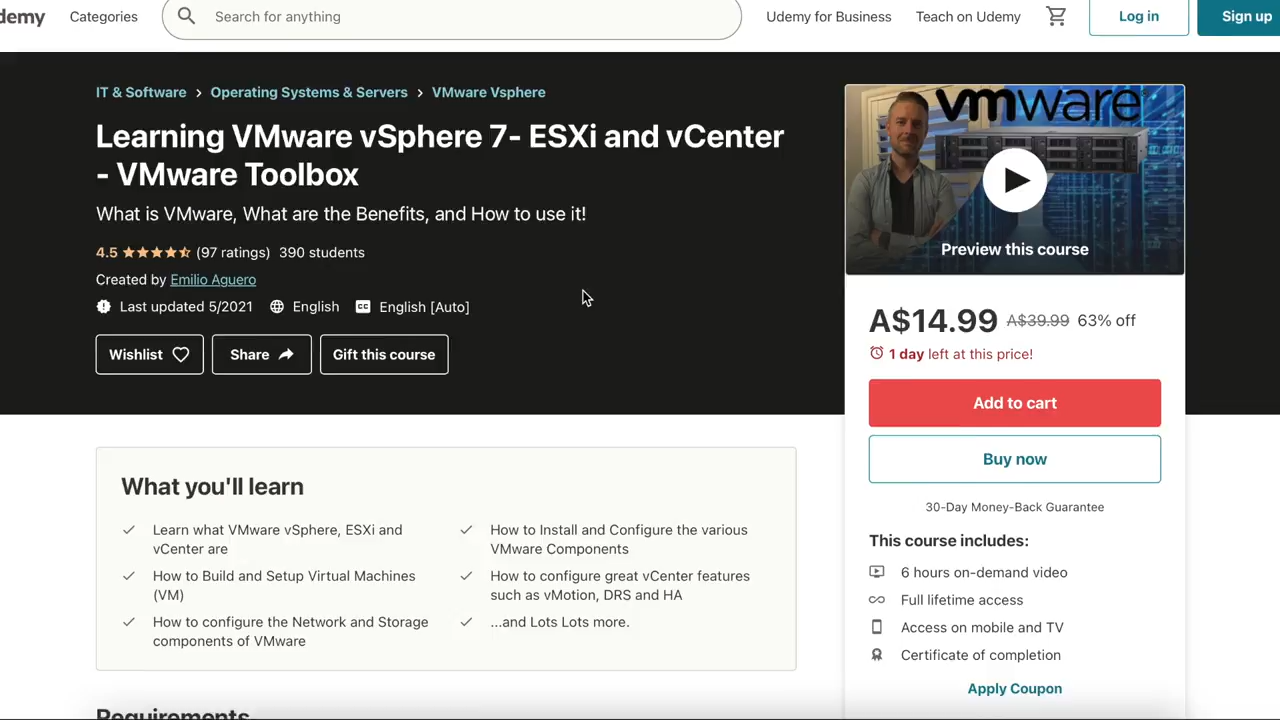 demy
Categories
Search for anything
Udemy for Business
Teach on Udemy
Log in
Sign up
IT & Software > Operating Systems & Servers > VMware Vsphere
Learning VMware vSphere 7- ESXi and vCenter
- VMware Toolbox
What is VMware, What are the Benefits, and How to use it!
4.5 (97 ratings) 390 students
Created by Emilio Aguero
Last updated 5/2021 English CC English [Auto]
Wishlist
Share
Gift this course
vmware
Preview this course
A$14.99 A$39.99 63% off
1 day left at this price!
Add to cart
Buy now
30-Day Money-Back Guarantee
This course includes:
6 hours on-demand video
Full lifetime access
Access on mobile and TV
Certificate of completion
Apply Coupon
What you'll learn
Learn what VMware vSphere, ESXi and
vCenter are
How to Build and Setup Virtual Machines
(VM)
How to configure the Network and Storage
components of VMware
How to Install and Configure the various
VMware Components
How to configure great vCenter features
such as vMotion, DRS and HA
...and Lots Lots more.
Requirements